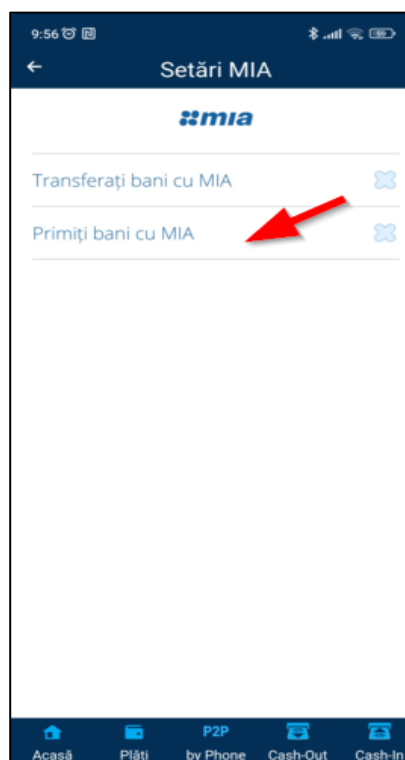 9:56
Setări MIA
mia
Transferați bani cu MIA
Primiți bani cu MIA
P2P
Acasă Plăți by Phone Cash-Out Cash-In